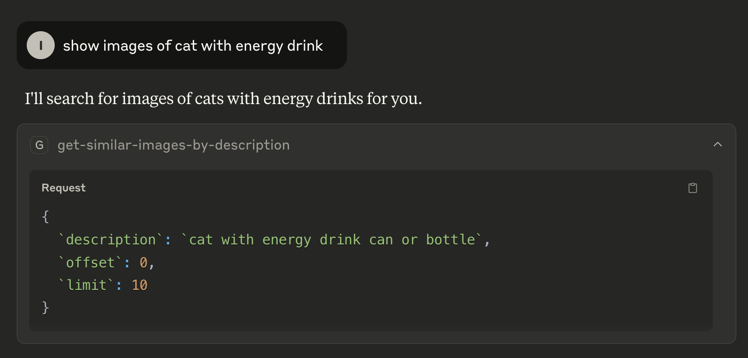 I show images of cat with energy drink
I'll search for images of cats with energy drinks for you.
G get-similar-images-by-description
Request
{
`description`: `cat with energy drink can or bottle`,
`offset`: 0,
`limit`: 10
}